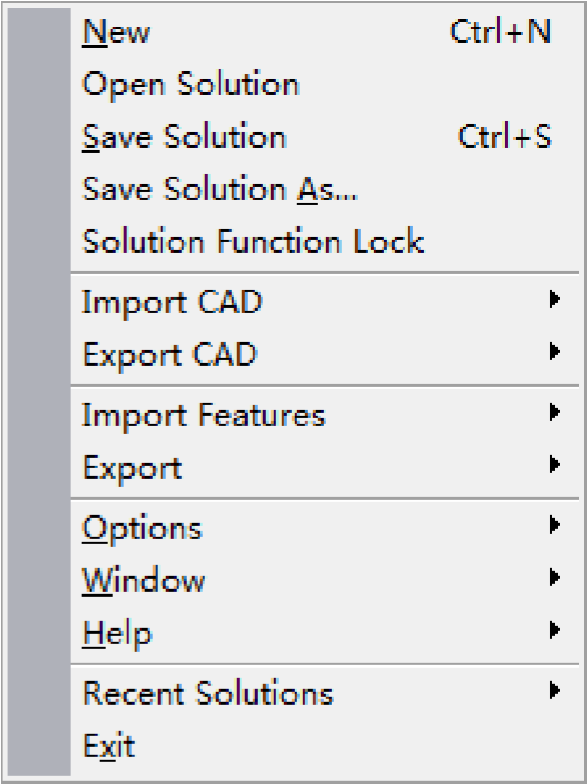 New Ctrl+N
Open Solution
Save Solution Ctrl+S
Save Solution As...
Solution Function Lock
Import CAD
Export CAD
Import Features
Export
Options
Window
Help
Recent Solutions
Exit